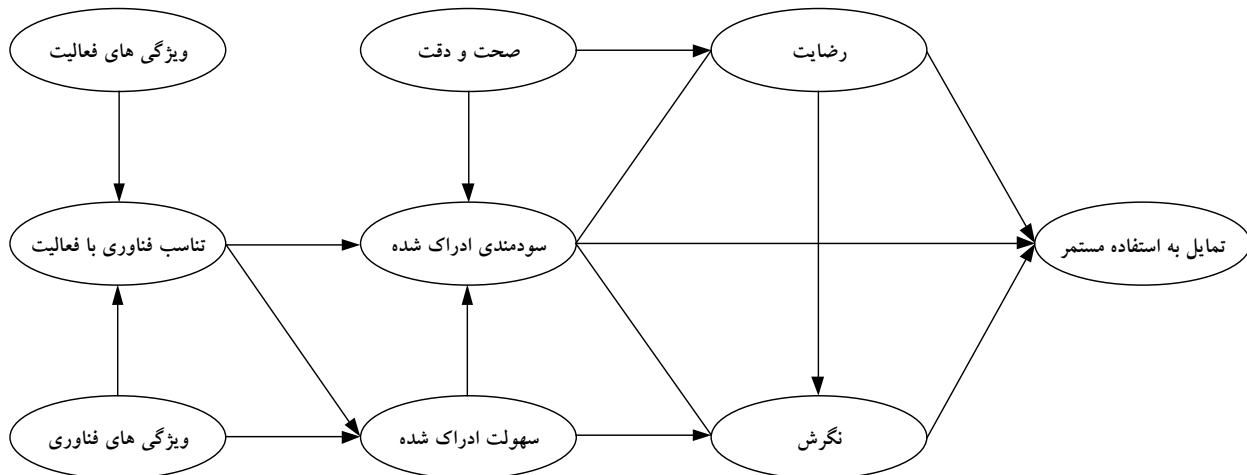 ویژگی های فعالیت
صحت و دقت
رضایت
تناسب فناوری با فعالیت
سودمندی ادراک شده
تمایل به استفاده مستمر
ویژگی های فناوری
سهولت ادراک شده
نگرش